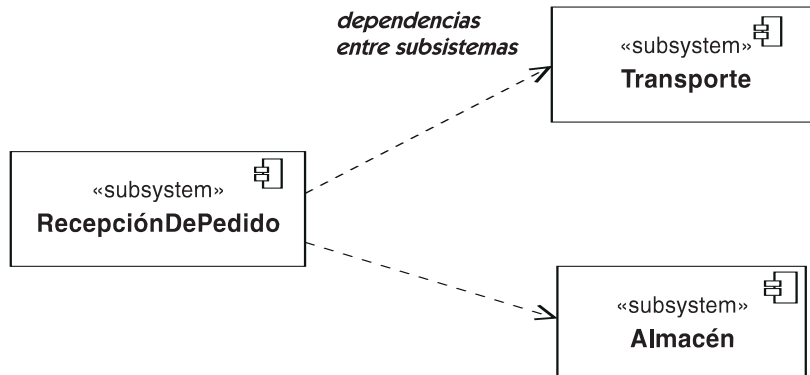 dependencias
entre subsistemas
«subsystem»
Transporte
«subsystem»
RecepciónDePedido
«subsystem»
Almacén